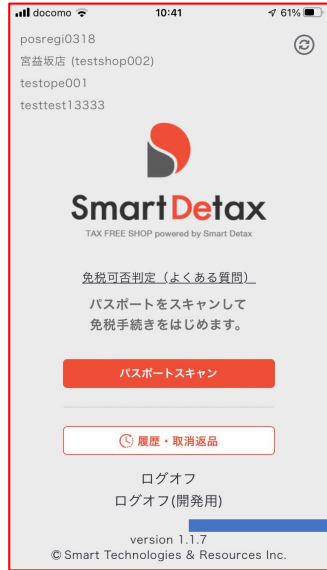 docomo 10:41 61%
posregi0318
宮益坂店 (testshop002)
testope001
testtest13333
Smart Detax
TAX FREE SHOP powered by Smart Detax
免税可否判定（よくある質問）
パスポートをスキャンして
免税手続きをはじめます。
パスポートスキャン
履歴・取消返品
ログオフ
ログオフ(開発用)
version 1.1.7
© Smart Technologies & Resources Inc.